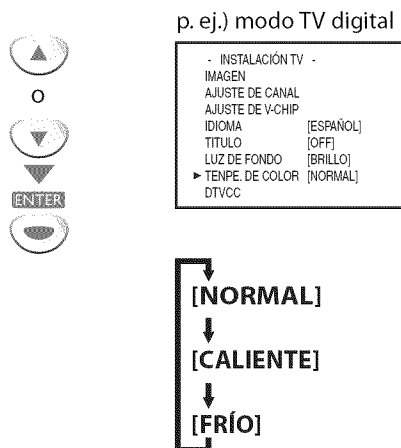 p. ej.) modo TV digital
O
ENTER
- INSTALACIÓN TV -
IMAGEN
AJUSTE DE CANAL
AJUSTE DE V-CHIP
IDIOMA [ESPAÑOL]
TITULO [OFF]
LUZ DE FONDO [BRILLO]
TENPE. DE COLOR [NORMAL]
DTVCC
[NORMAL]
[CALIENTE]
[FRÍO]